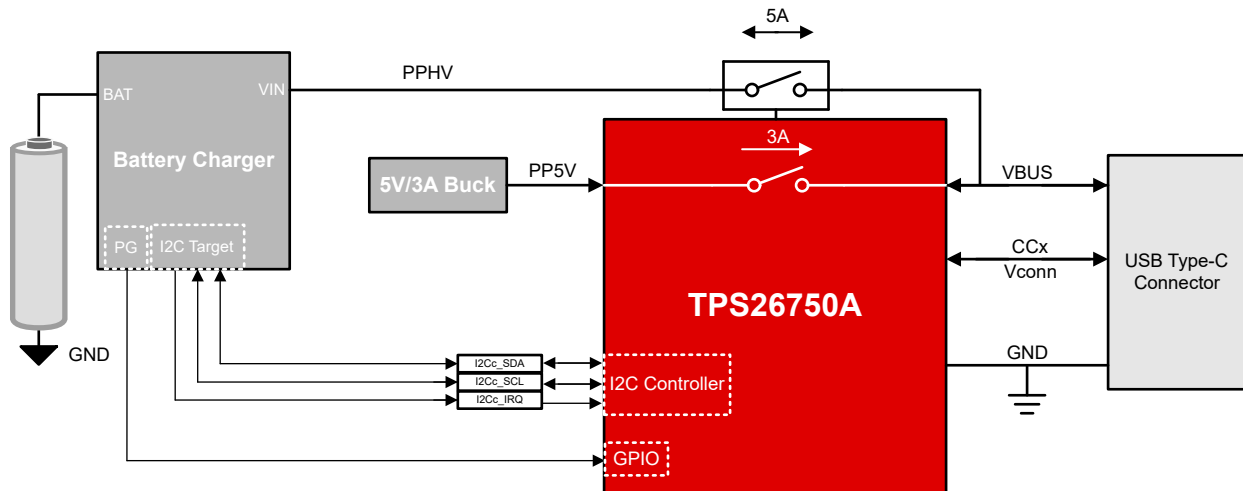 5A
PPHV
BAT
VIN
Battery Charger
3A
5V/3A Buck
PP5V
VBUS
PG
I2C Target
CCx
Vconn
USB Type-C
Connector
TPS26750A
GND
GND
I2Cc_SDA
I2Cc_SCL
I2Cc_IRQ
I2C Controller
GPIO